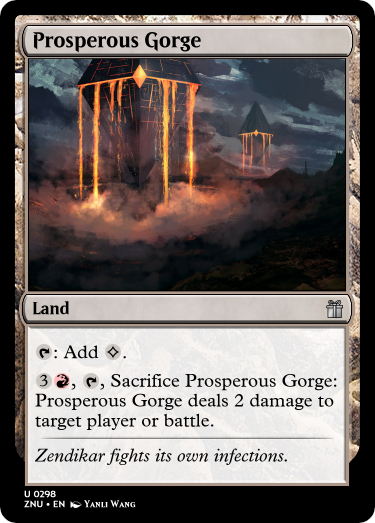 Prosperous Gorge
Land
: Add .
3 , , Sacrifice Prosperous Gorge:
Prosperous Gorge deals 2 damage to
target player or battle.
Zendikar fights its own infections.
U 0298
ZNU • EN Yanli Wang